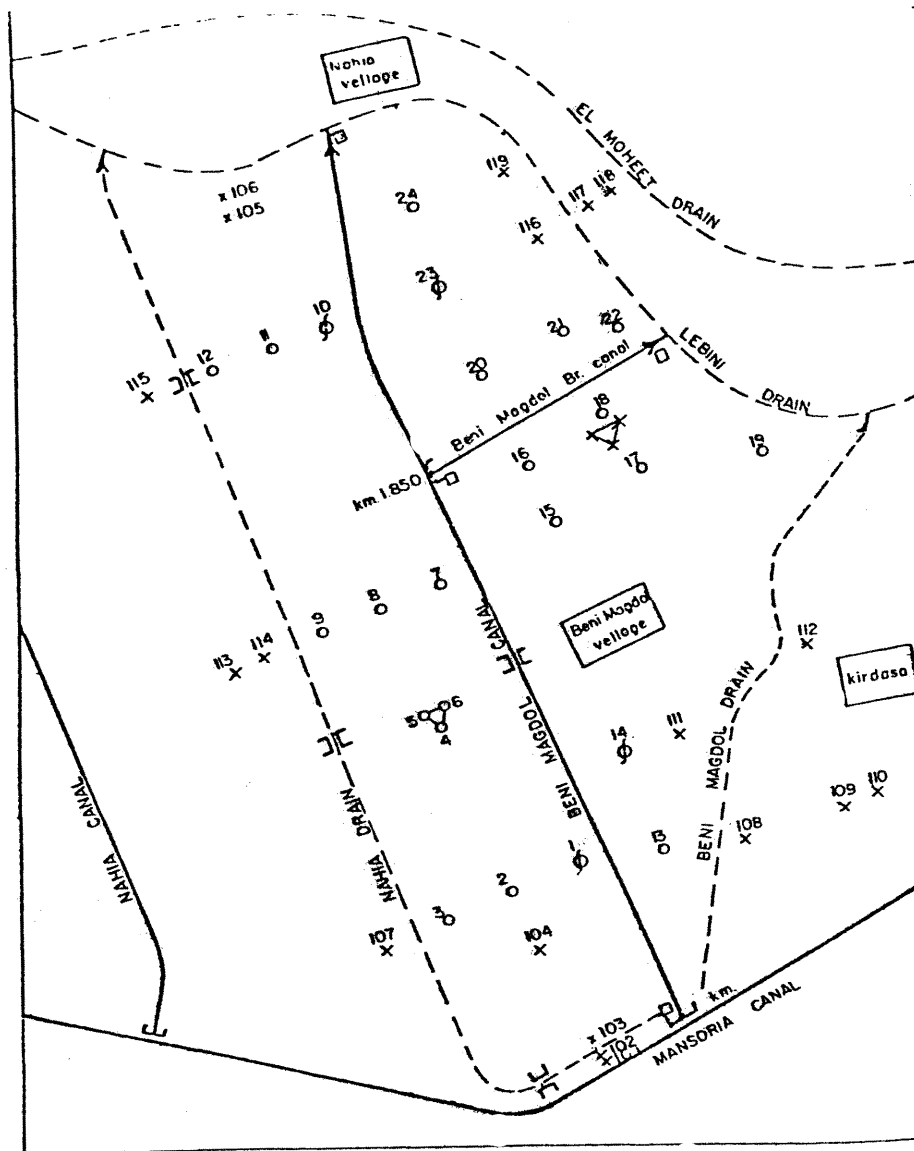 Nahia
vellage
EL MOHEET
DRAIN
119
117
118
x 106
x 105
24
116
23
10
11
12
21
22
115
20
LEBINI
DRAIN
Beni Magdol Br. canal
18
19
16
17
km. 1.850
15
7
8
9
CANAL
Beni Magdol
vellage
112
114
113
kirdasa
6
5
4
14
111
BENI MAGDOL DRAIN
BENI MAGDOL
109
110
NAHIA CANAL
NAHIA DRAIN
13
108
1
2
3
107
104
km.
x 103
x 102
MANSORIA CANAL